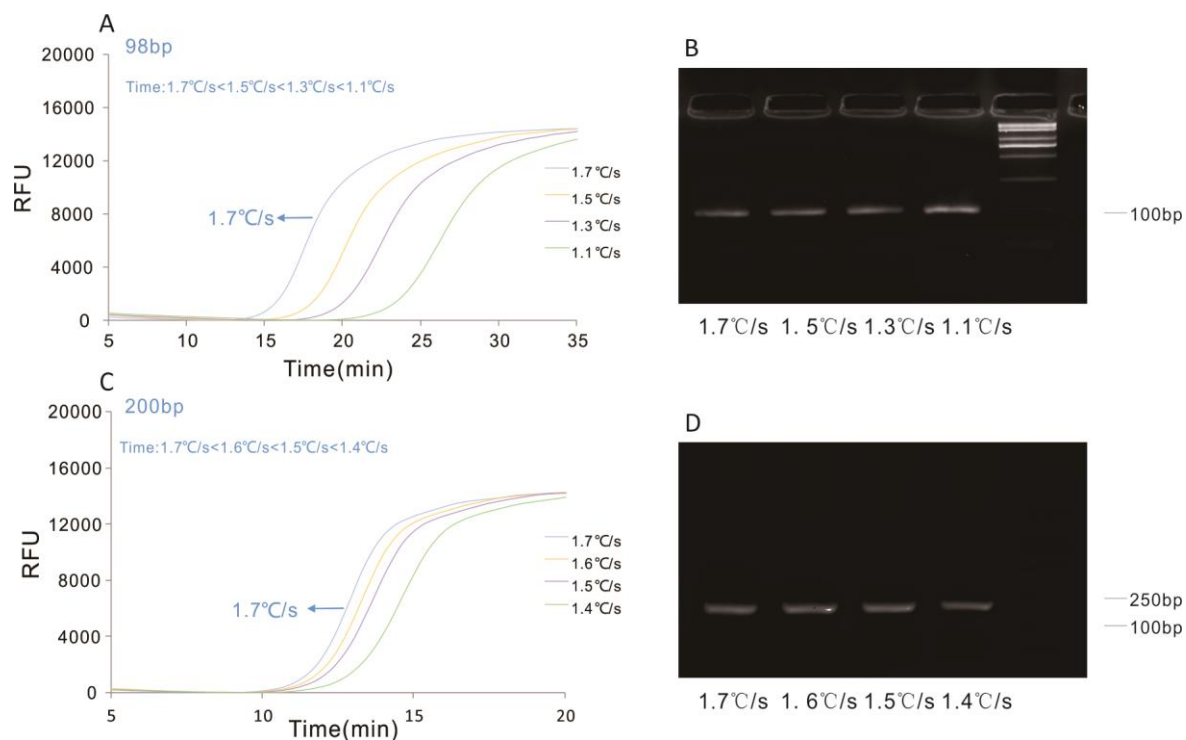 A
98bp
Time:1.7℃/s<1.5℃/s<1.3℃/s<1.1℃/s
20000
16000
12000
8000
4000
0
RFU
1.7℃/s
1.7℃/s
1.5℃/s
1.3℃/s
1.1℃/s
5 10 15 20 25 30 35
Time(min)
B
100bp
1.7℃/s 1. 5℃/s 1.3℃/s 1.1℃/s
C
200bp
Time:1.7℃/s<1.6℃/s<1.5℃/s<1.4℃/s
20000
16000
12000
8000
4000
0
RFU
1.7℃/s
1.7℃/s
1.6℃/s
1.5℃/s
1.4℃/s
5 10 15 20
Time(min)
D
250bp
100bp
1.7℃/s 1. 6℃/s 1.5℃/s 1.4℃/s